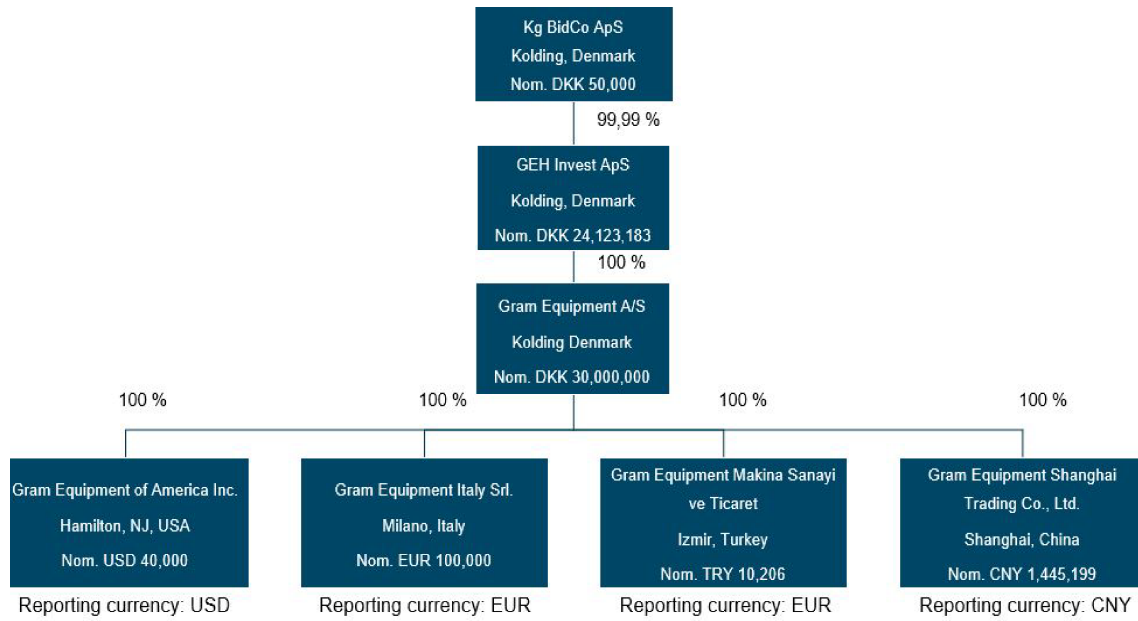 Kg BidCo ApS
Kolding, Denmark
Nom. DKK 50,000
99,99 %
GEH Invest ApS
Kolding, Denmark
Nom. DKK 24,123,183
100 %
Gram Equipment A/S
Kolding Denmark
Nom. DKK 30,000,000
100 %
100 %
100 %
100 %
Gram Equipment of America Inc.
Hamilton, NJ, USA
Nom. USD 40,000
Reporting currency: USD
Gram Equipment Italy Srl.
Milano, Italy
Nom. EUR 100,000
Reporting currency: EUR
Gram Equipment Makina Sanayi
ve Ticaret
Izmir, Turkey
Nom. TRY 10,206
Reporting currency: EUR
Gram Equipment Shanghai
Trading Co., Ltd.
Shanghai, China
Nom. CNY 1,445,199
Reporting currency: CNY